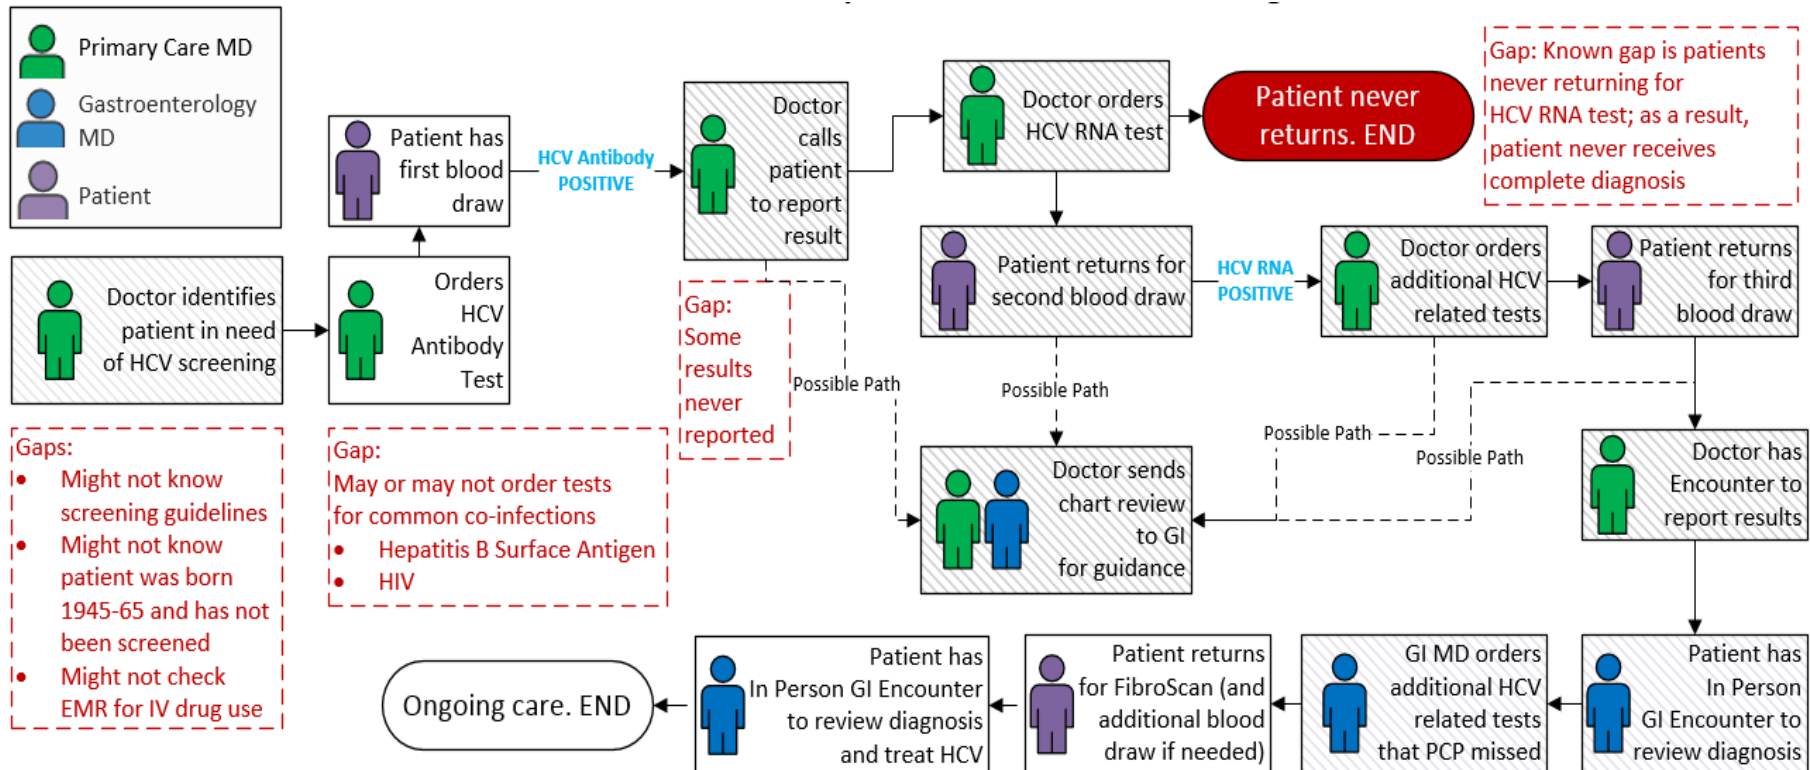 Primary Care MD
Gastroenterology
MD
Patient
Doctor identifies
patient in need
of HCV screening
Gaps:
• Might not know
screening guidelines
• Might not know
patient was born
1945-65 and has not
been screened
• Might not check
EMR for IV drug use
Orders
HCV
Antibody
Test
Gap:
May or may not order tests
for common co-infections
• Hepatitis B Surface Antigen
• HIV
Patient has
first blood
draw
HCV Antibody
POSITIVE
Doctor
calls
patient
to report
result
Gap:
Some
results
never
reported
Possible Path
Doctor orders
HCV RNA test
Patient never
returns. END
Gap: Known gap is patients
never returning for
HCV RNA test; as a result,
patient never receives
complete diagnosis
Patient returns for
second blood draw
HCV RNA
POSITIVE
Possible Path
Doctor orders
additional HCV
related tests
Possible Path
Patient returns
for third
blood draw
Possible Path
Doctor sends
chart review
to GI
for guidance
Doctor has
Encounter to
report results
Patient has
In Person
GI Encounter to
review diagnosis
GI MD orders
additional HCV
related tests
that PCP missed
Patient returns
for FibroScan (and
additional blood
draw if needed)
Patient has
In Person GI Encounter
to review diagnosis
and treat HCV
Ongoing care. END